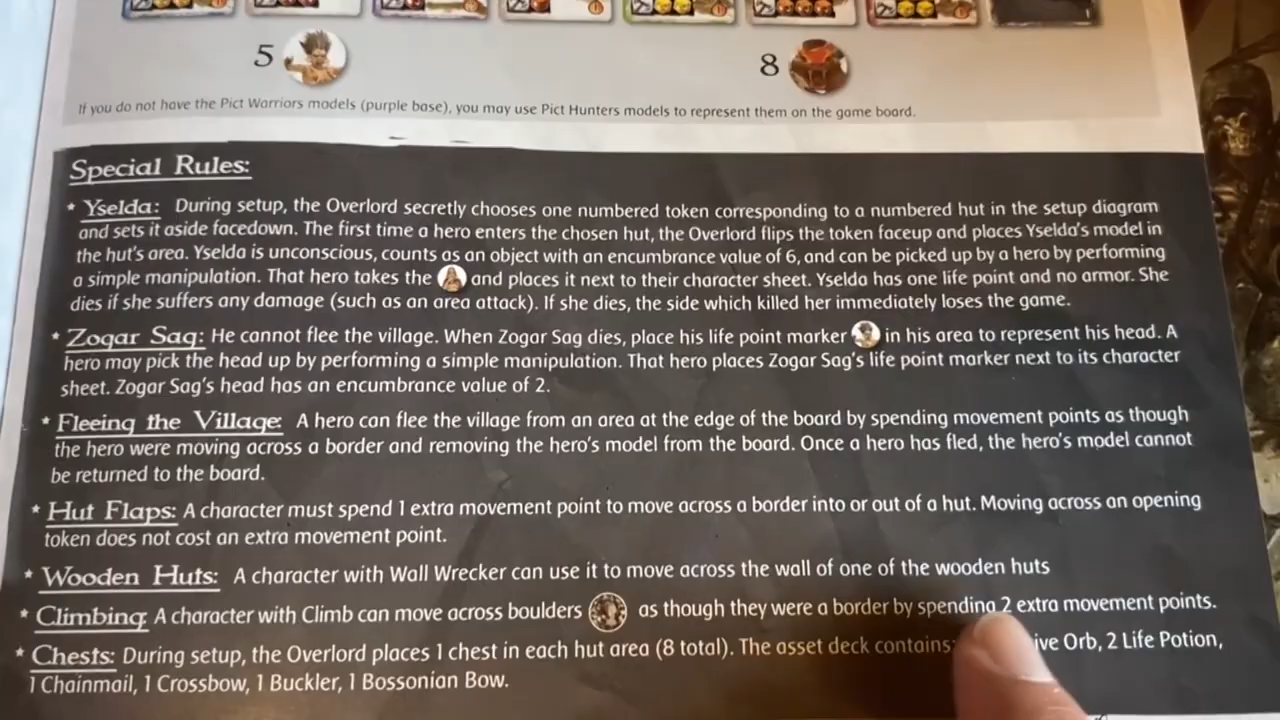 5
8
If you do not have the Pict Warriors models (purple base), you may use Pict Hunters models to represent them on the game board.
Special Rules:
* Yselda: During setup, the Overlord secretly chooses one numbered token corresponding to a numbered hut in the setup diagram
and sets it aside facedown. The first time a hero enters the chosen hut, the Overlord flips the token faceup and places Yselda's model in
the hut's area. Yselda is unconscious, counts as an object with an encumbrance value of 6, and can be picked up by a hero by performing
a simple manipulation. That hero takes the and places it next to their character sheet. Yselda has one life point and no armor. She
dies if she suffers any damage (such as an area attack). If she dies, the side which killed her immediately loses the game.
* Zogar Sag: He cannot flee the village. When Zogar Sag dies, place his life point marker in his area to represent his head. A
hero may pick the head up by performing a simple manipulation. That hero places Zogar Sag's life point marker next to its character
sheet. Zogar Sag's head has an encumbrance value of 2.
* Fleeing the Village: A hero can flee the village from an area at the edge of the board by spending movement points as though
the hero were moving across a border and removing the hero's model from the board. Once a hero has fled, the hero's model cannot
be returned to the board.
* Hut Flaps: A character must spend 1 extra movement point to move across a border into or out of a hut. Moving across an opening
token does not cost an extra movement point.
* Wooden Huts: A character with Wall Wrecker can use it to move across the wall of one of the wooden huts
* Climbing: A character with Climb can move across boulders as though they were a border by spending 2 extra movement points.
* Chests: During setup, the Overlord places 1 chest in each hut area (8 total). The asset deck contains: Orb, 2 Life Potion,
1 Chainmail, 1 Crossbow, 1 Buckler, 1 Bossonian Bow.